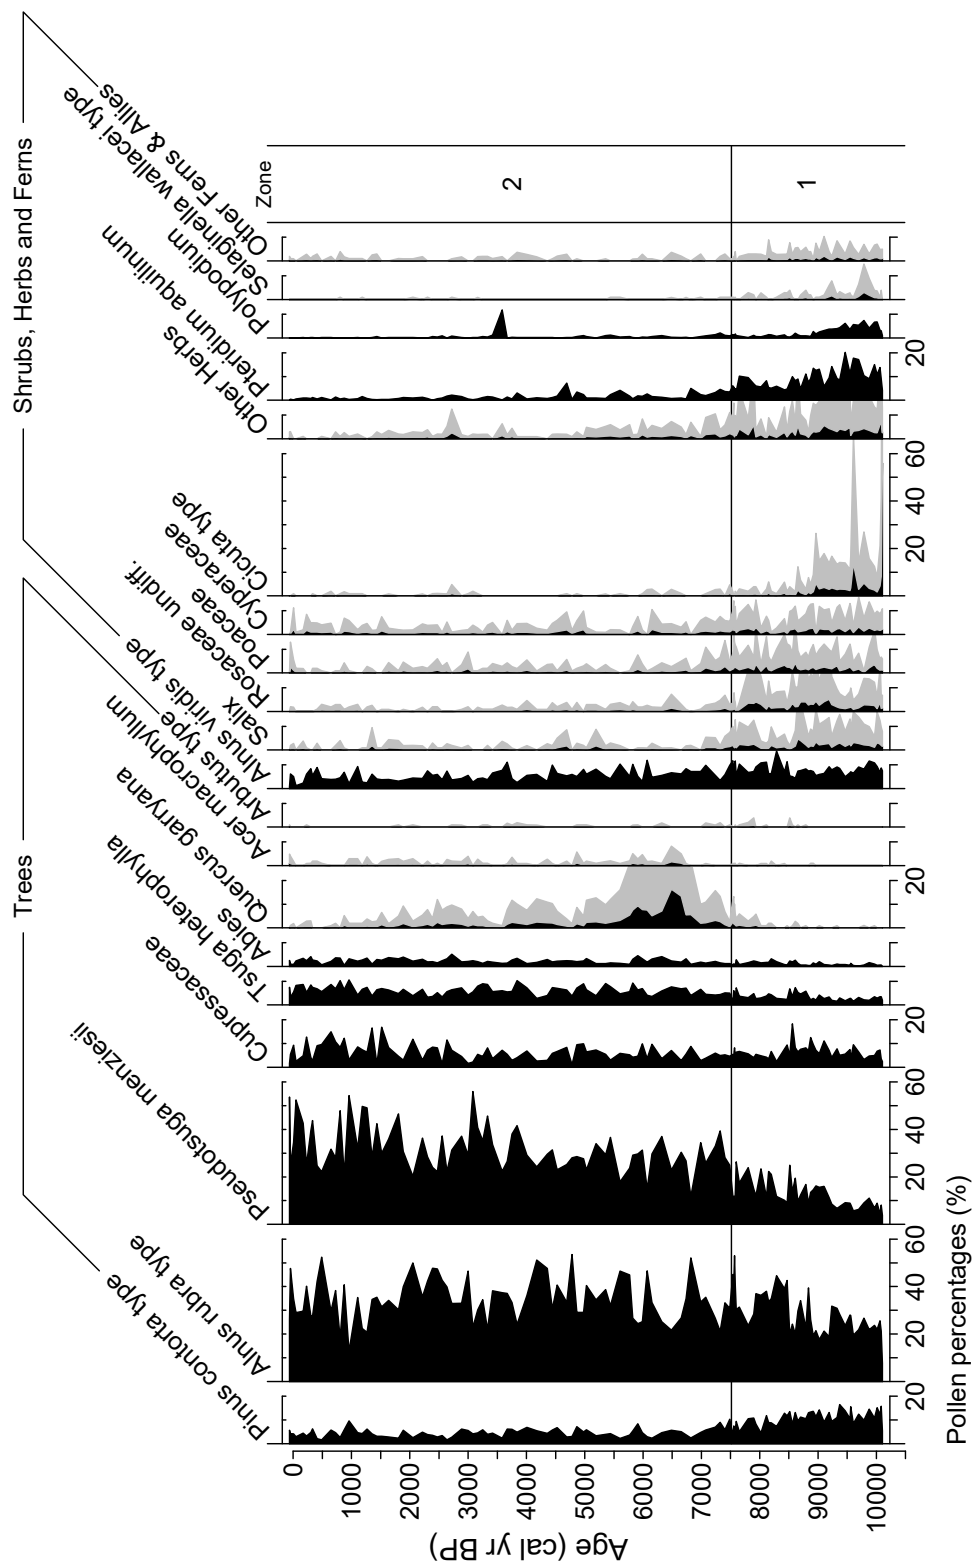 Trees
Shrubs, Herbs and Ferns
Pinus contorta type
Alnus rubra type
Pseudotsuga menziesii
Cupressaceae
Tsuga heterophylla
Abies
Quercus garryana
Acer macrophyllum
Arbutus type
Alnus viridis type
Salix
Rosaceae undiff.
Poaceae
Cyperaceae
Cicuta type
Other Herbs
Pteridium aquilinum
Polypodium
Selaginella wallacei type
Other Ferns & Allies
Zone
2
1
Age (cal yr BP)
0
1000
2000
3000
4000
5000
6000
7000
8000
9000
10000
20
20 40 60
20 40 60
20
20
20 40 60
20
Pollen percentages (%)